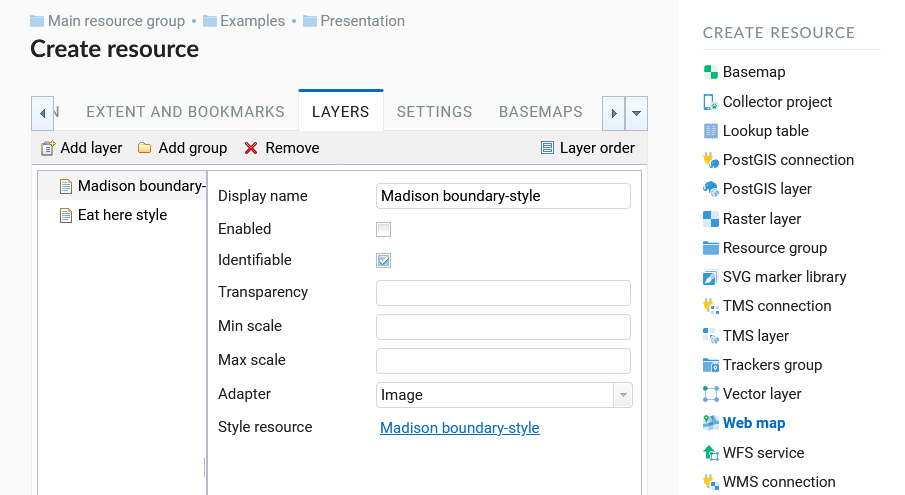 Main resource group • Examples • Presentation
Create resource
N EXTENT AND BOOKMARKS LAYERS SETTINGS BASEMAPS
Add layer Add group Remove Layer order
Madison boundary-
Eat here style
Display name Madison boundary-style
Enabled
Identifiable
Transparency
Min scale
Max scale
Adapter Image
Style resource Madison boundary-style
CREATE RESOURCE
Basemap
Collector project
Lookup table
PostGIS connection
PostGIS layer
Raster layer
Resource group
SVG marker library
TMS connection
TMS layer
Trackers group
Vector layer
Web map
WFS service
WMS connection